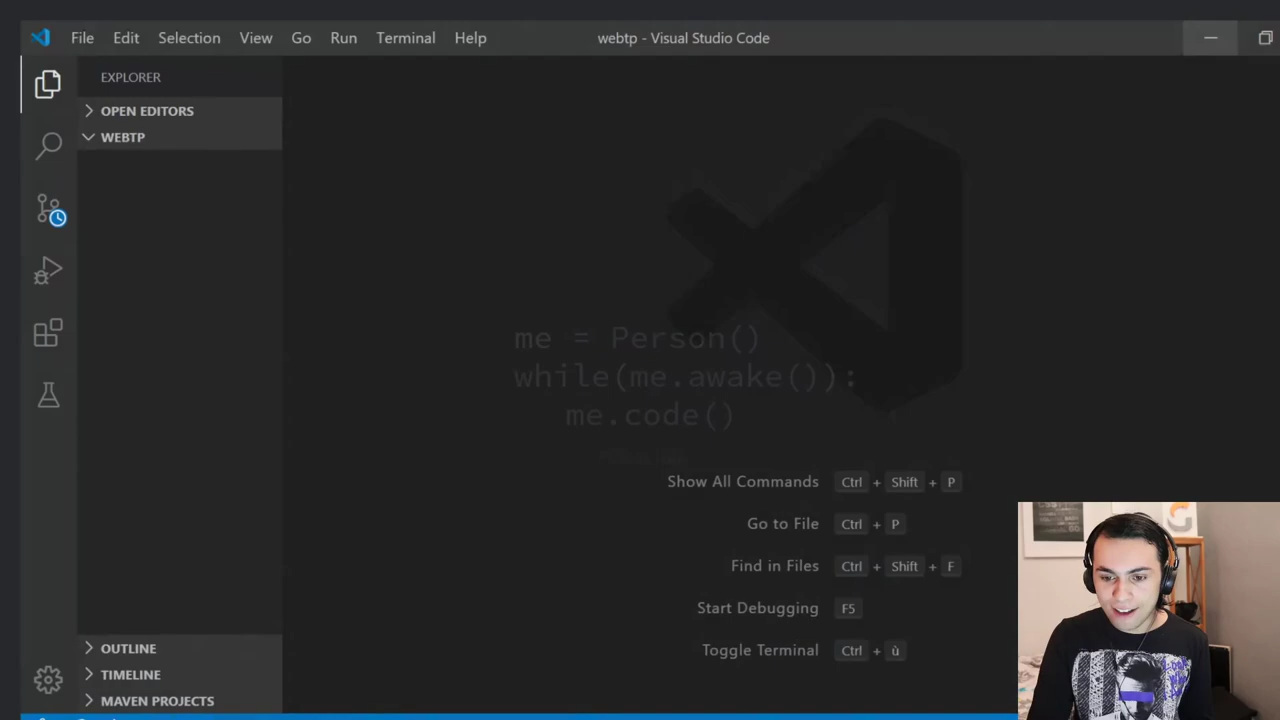 File Edit Selection View Go Run Terminal Help
webtp - Visual Studio Code
EXPLORER
OPEN EDITORS
WEBTP
me = Person()
while(me.awake()):
me.code()
Show All Commands Ctrl + Shift + P
Go to File Ctrl + P
Find in Files Ctrl + Shift + F
Start Debugging F5
Toggle Terminal Ctrl + ù
OUTLINE
TIMELINE
MAVEN PROJECTS